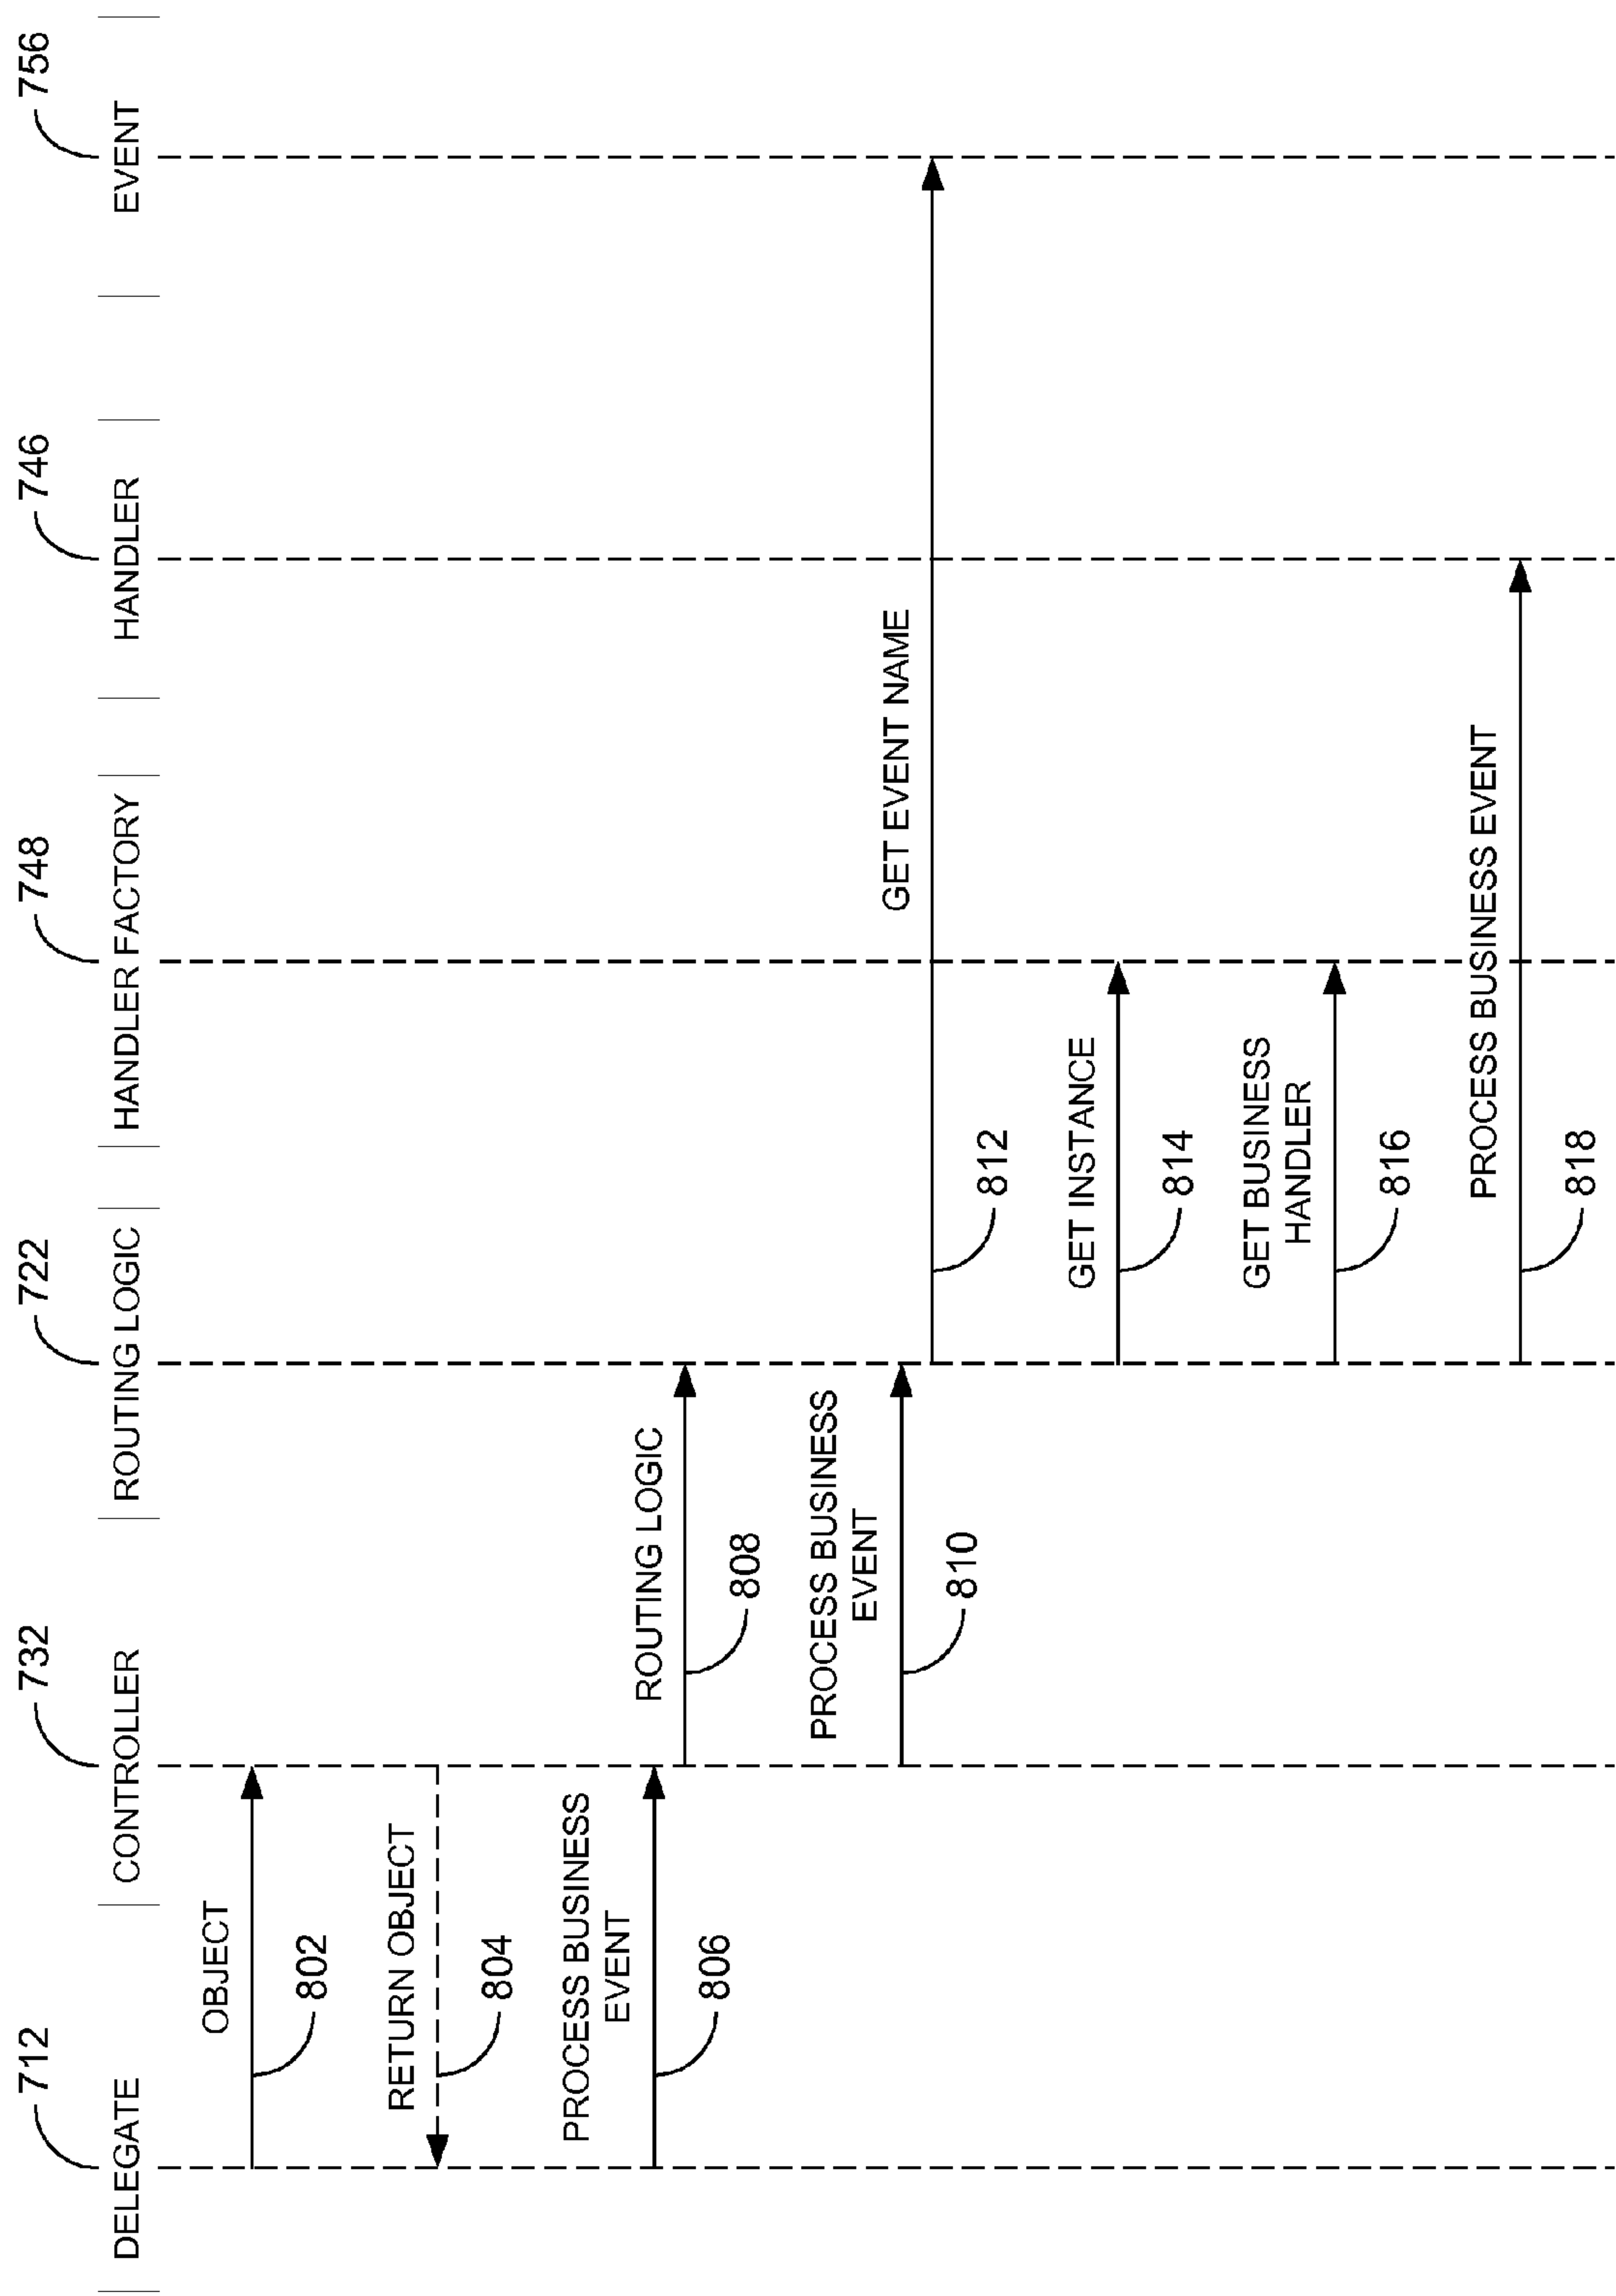 712
732
722
748
746
756
DELEGATE
CONTROLLER
ROUTING LOGIC
HANDLER FACTORY
HANDLER
EVENT
OBJECT
802
RETURN OBJECT
804
PROCESS BUSINESS
EVENT
806
ROUTING LOGIC
808
PROCESS BUSINESS
EVENT
810
GET EVENT NAME
812
GET INSTANCE
814
GET BUSINESS
HANDLER
816
PROCESS BUSINESS EVENT
818